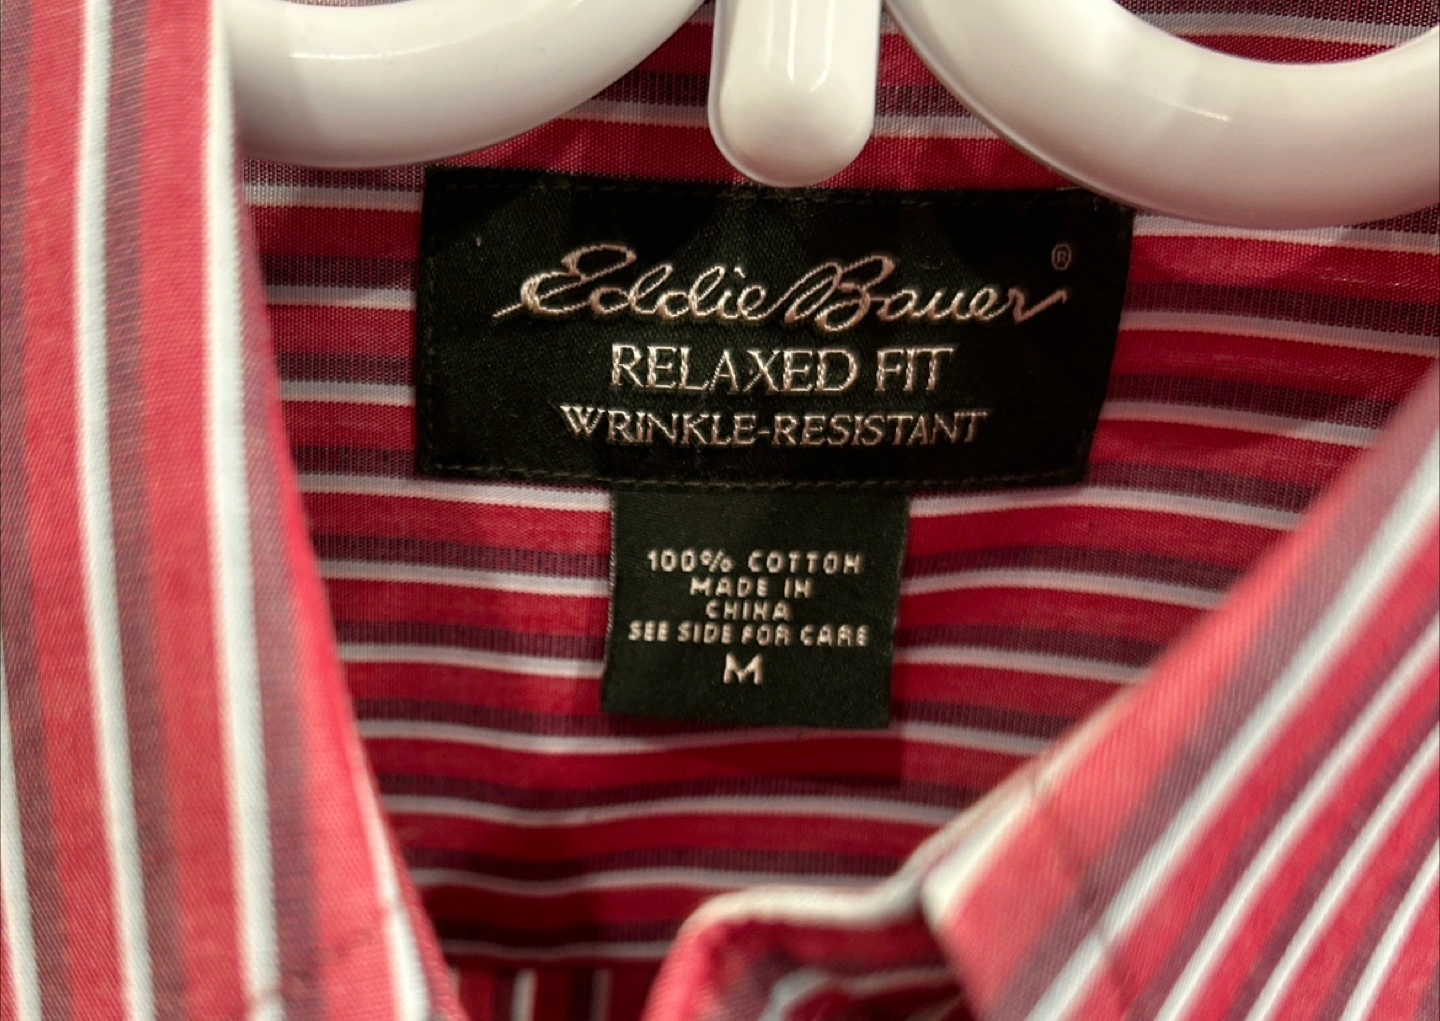 Eddie Bauer ®
RELAXED FIT
WRINKLE-RESISTANT
100% COTTON
MADE IN
CHINA
SEE SIDE FOR CARE
M